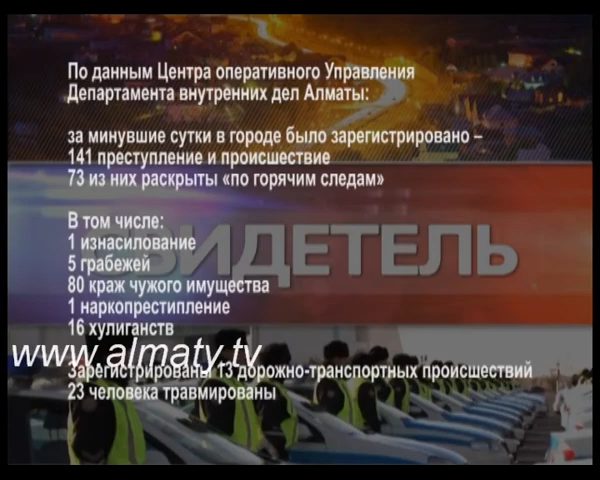 По данным Центра оперативного Управления
Департамента внутренних дел Алматы:
за минувшие сутки в городе было зарегистрировано –
141 преступление и происшествие
73 из них раскрыты «по горячим следам»
В том числе:
1 изнасилование
СВИДЕТЕЛЬ
5 грабежей
80 краж чужого имущества
1 наркопрестипление
16 хулиганств
www.almaty.tv
Зарегистрированы 13 дорожно-транспортных происшествий
23 человека травмированы